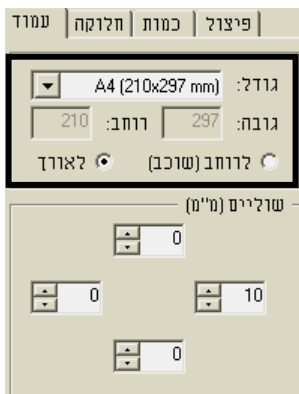 עמוד חלוקה כמות פיצול
גודל: A4 (210x297 mm)
גובה: 297 רוחב: 210
לרוחב (שוכב) לאורך
שוליים (מ"מ)
0
10 0
0